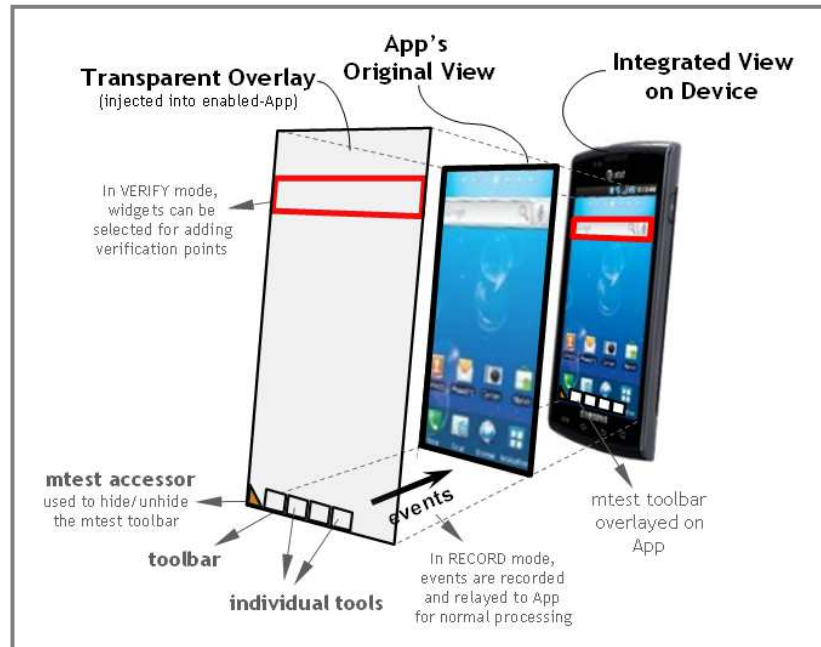 App's
Original View
Transparent Overlay
(injected into enabled-App)
Integrated View
on Device
In VERIFY mode,
widgets can be
selected for adding
verification points
at&t
SAMSUNG
mtest accessor
used to hide/unhide
the mtest toolbar
toolbar
individual tools
events
In RECORD mode,
events are recorded
and relayed to App
for normal processing
mtest toolbar
overlayed on
App